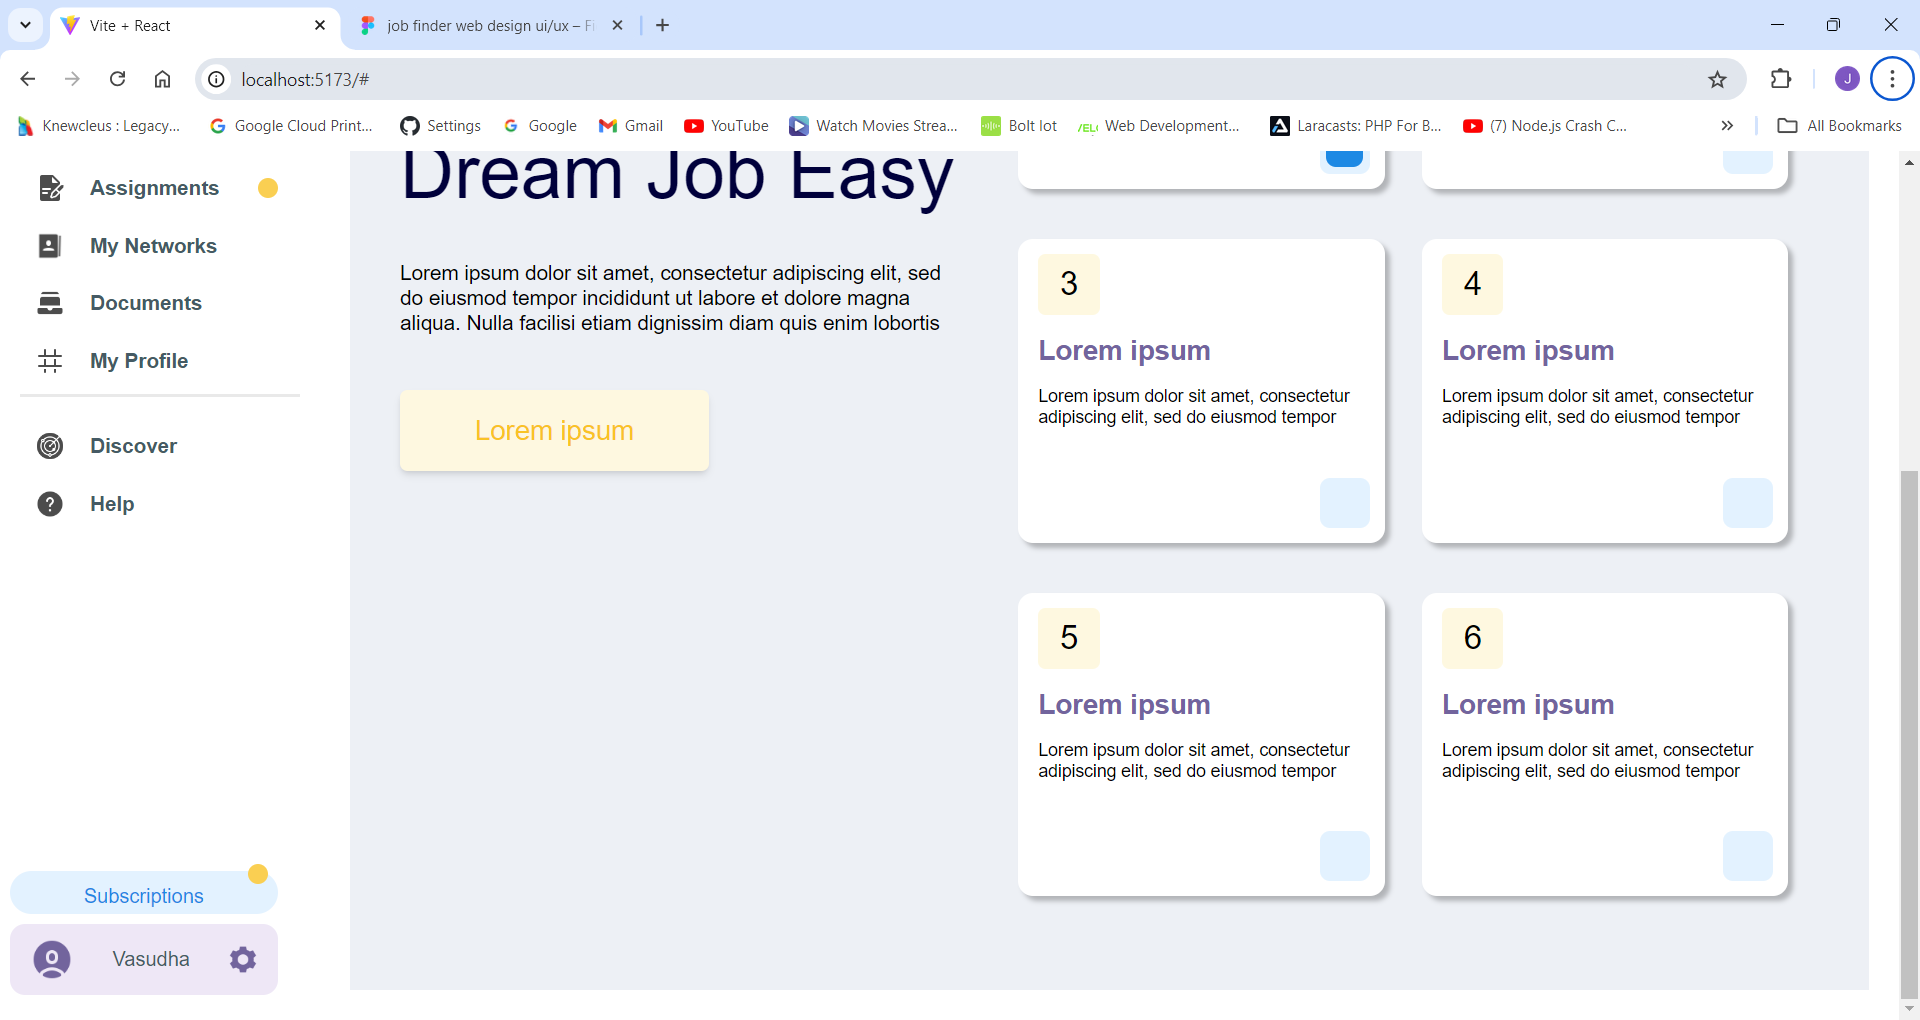 Vite + React
job finder web design ui/ux – Fi
localhost:5173/#
J
Knewcleus : Legacy...
Google Cloud Print...
Settings
Google
Gmail
YouTube
Watch Movies Strea...
Bolt Iot
Web Development...
Laracasts: PHP For B...
(7) Node.js Crash C...
All Bookmarks
Assignments
My Networks
Documents
My Profile
Discover
Help
Subscriptions
Vasudha
Dream Job Easy
Lorem ipsum dolor sit amet, consectetur adipiscing elit, sed
do eiusmod tempor incididunt ut labore et dolore magna
aliqua. Nulla facilisi etiam dignissim diam quis enim lobortis
Lorem ipsum
3
Lorem ipsum
Lorem ipsum dolor sit amet, consectetur
adipiscing elit, sed do eiusmod tempor
4
Lorem ipsum
Lorem ipsum dolor sit amet, consectetur
adipiscing elit, sed do eiusmod tempor
5
Lorem ipsum
Lorem ipsum dolor sit amet, consectetur
adipiscing elit, sed do eiusmod tempor
6
Lorem ipsum
Lorem ipsum dolor sit amet, consectetur
adipiscing elit, sed do eiusmod tempor